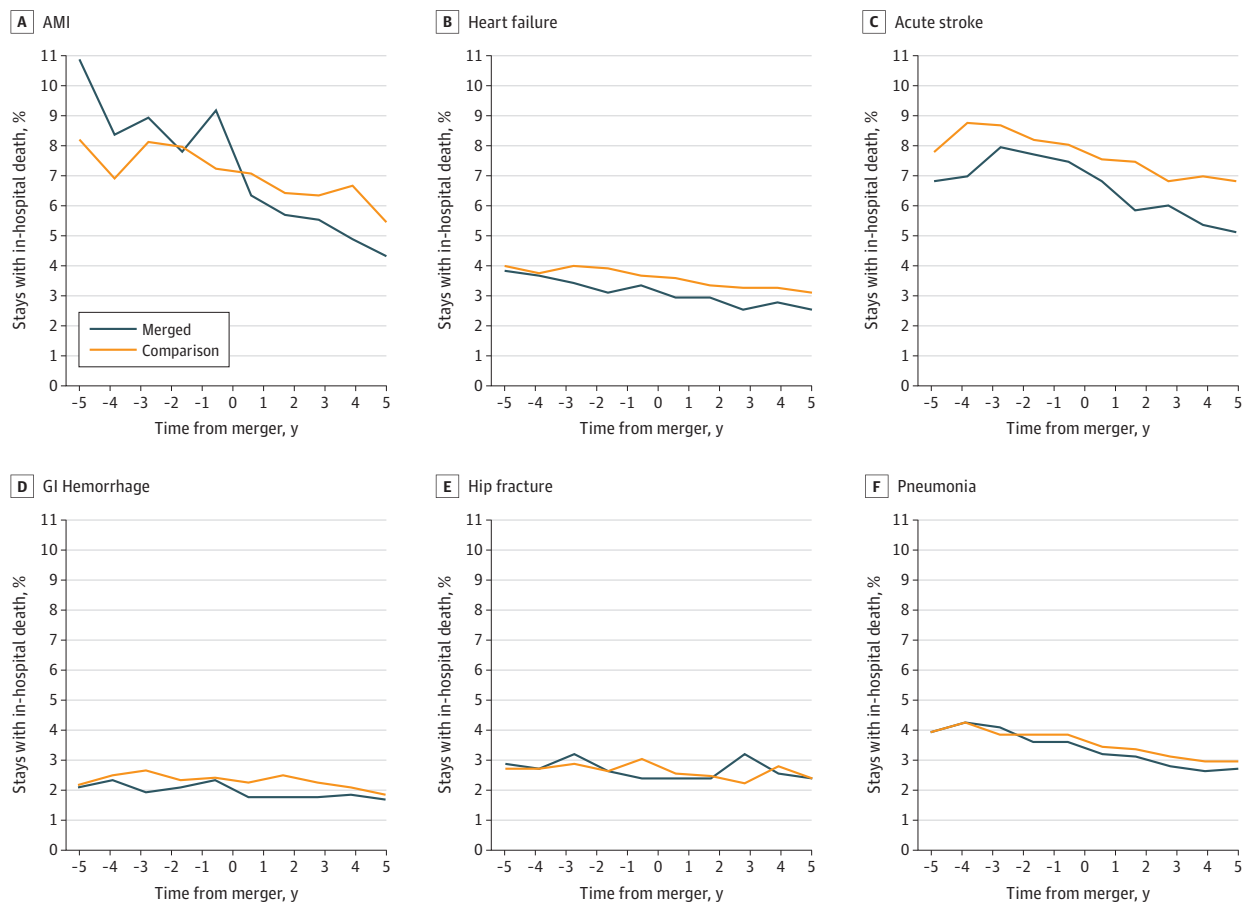 A AMI
Stays with in-hospital death, %
11
10
9
8
7
6
5
4
3
2
1
0
Merged
Comparison
-5 -4 -3 -2 -1 0 1 2 3 4 5
Time from merger, y
B Heart failure
Stays with in-hospital death, %
11
10
9
8
7
6
5
4
3
2
1
0
-5 -4 -3 -2 -1 0 1 2 3 4 5
Time from merger, y
C Acute stroke
Stays with in-hospital death, %
11
10
9
8
7
6
5
4
3
2
1
0
-5 -4 -3 -2 -1 0 1 2 3 4 5
Time from merger, y
D GI Hemorrhage
Stays with in-hospital death, %
11
10
9
8
7
6
5
4
3
2
1
0
-5 -4 -3 -2 -1 0 1 2 3 4 5
Time from merger, y
E Hip fracture
Stays with in-hospital death, %
11
10
9
8
7
6
5
4
3
2
1
0
-5 -4 -3 -2 -1 0 1 2 3 4 5
Time from merger, y
F Pneumonia
Stays with in-hospital death, %
11
10
9
8
7
6
5
4
3
2
1
0
-5 -4 -3 -2 -1 0 1 2 3 4 5
Time from merger, y